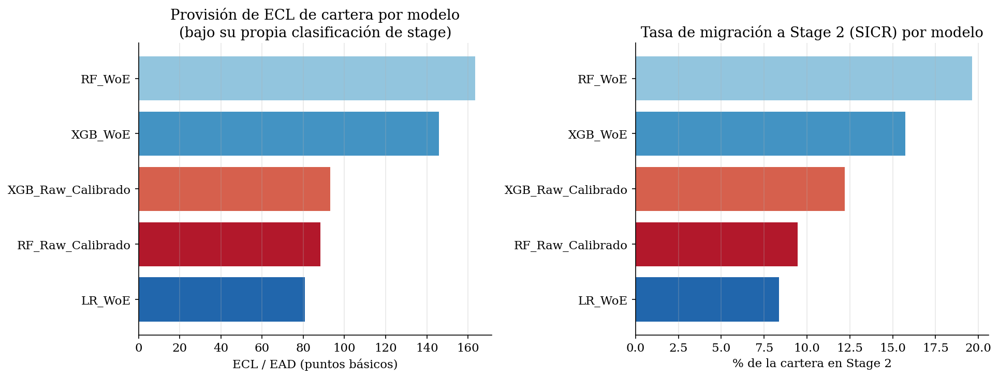 Provisión de ECL de cartera por modelo
(bajo su propia clasificación de stage)
RF_WoE
XGB_WoE
XGB_Raw_Calibrado
RF_Raw_Calibrado
LR_WoE
0 20 40 60 80 100 120 140 160
ECL / EAD (puntos básicos)
Tasa de migración a Stage 2 (SICR) por modelo
RF_WoE
XGB_WoE
XGB_Raw_Calibrado
RF_Raw_Calibrado
LR_WoE
0.0 2.5 5.0 7.5 10.0 12.5 15.0 17.5 20.0
% de la cartera en Stage 2